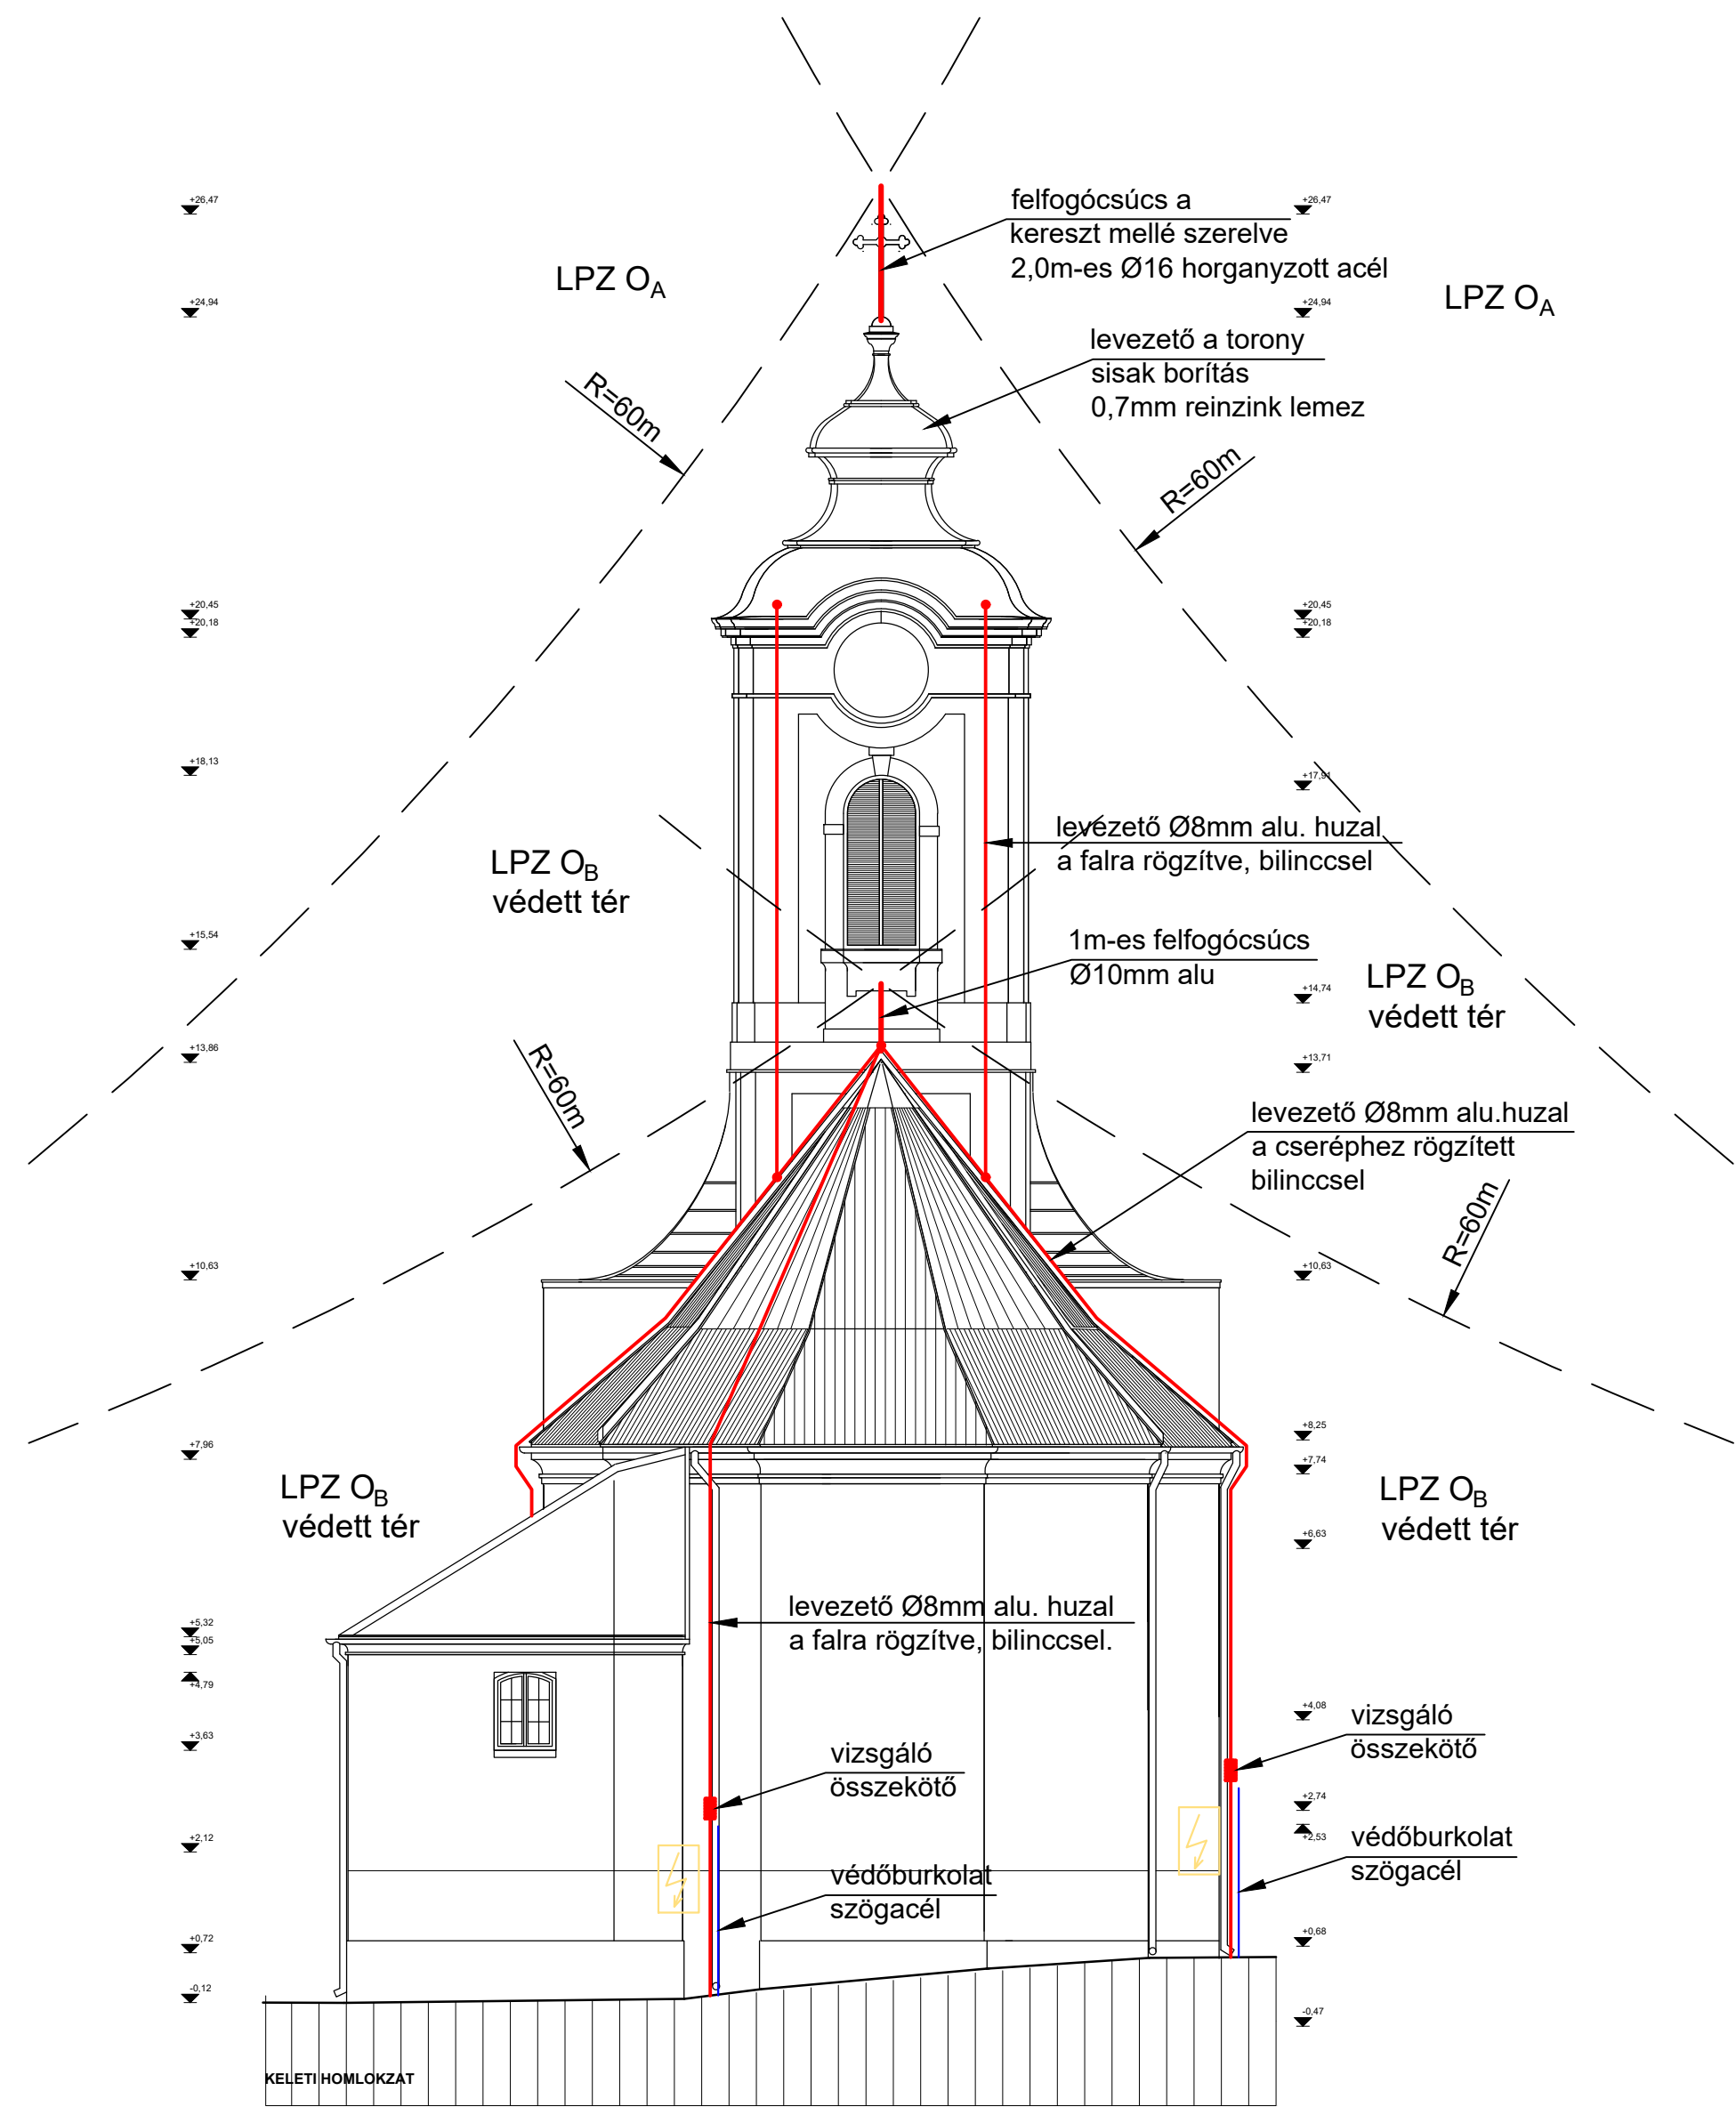 +26,47
felfogócsúcs a
kereszt mellé szerelve
2,0m-es Ø16 horganyzott acél
+26,47
LPZ OA
LPZ OA
+24,94
+24,94
levezető a torony
sisak borítás
0,7mm reinzink lemez
R=60m
R=60m
+20,45
+20,18
+20,45
+20,18
+18,13
+17,91
levezető Ø8mm alu. huzal
a falra rögzítve, bilinccsel
LPZ OB
védett tér
+15,54
1m-es felfogócsúcs
Ø10mm alu
LPZ OB
védett tér
+14,74
+13,86
+13,71
R=60m
levezető Ø8mm alu.huzal
a cseréphez rögzített
bilinccsel
R=60m
+10,63
+10,63
+8,25
+7,96
+7,74
LPZ OB
védett tér
LPZ OB
védett tér
+6,63
levezető Ø8mm alu. huzal
a falra rögzítve, bilinccsel.
+5,32
+5,05
+4,79
+4,08
vizsgáló
összekötő
+3,63
vizsgáló
összekötő
+2,74
+2,53
védőburkolat
szögacél
+2,12
védőburkolat
szögacél
+0,72
+0,68
-0,12
-0,47
KELETI HOMLOKZAT